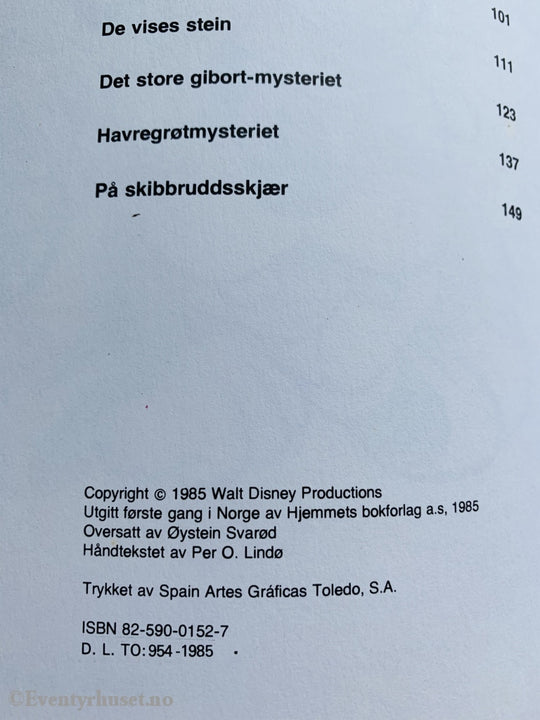 De vises stein 101
Det store gibort-mysteriet 111
Havregrøtmysteriet 123
På skibbruddsskjær 137
149
Copyright © 1985 Walt Disney Productions
Utgitt første gang i Norge av Hjemmets bokforlag a.s, 1985
Oversatt av Øystein Svarød
Håndtekstet av Per O. Lindø
Trykket av Spain Artes Gráficas Toledo, S.A.
ISBN 82-590-0152-7
D. L. TO: 954 -1985
©Eventyrhuset.no